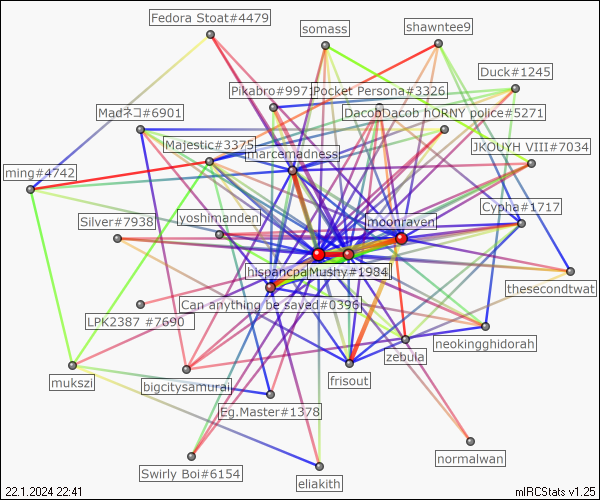 Fedora Stoat#4479
shawntee9
somass
Duck#1245
Pikabro#9971
Pocket Persona#3326
Madネコ#6901
DacobDacob hORNY police#5271
Majestic#3375
JKOUYH VIII#7034
marcemadness
ming#4742
Cypha#1717
Silver#7938
yoshimanden
moonraven
hispancpa
Mushy#1984
thesecondtwat
Can anything be saved#0396
LPK2387 #7690
neokingghidorah
zebula
mukszi
bigcitysamurai
frisout
Eg.Master#1378
normalwan
Swirly Boi#6154
eliakith
22.1.2024 22:41
mIRCStats v1.25